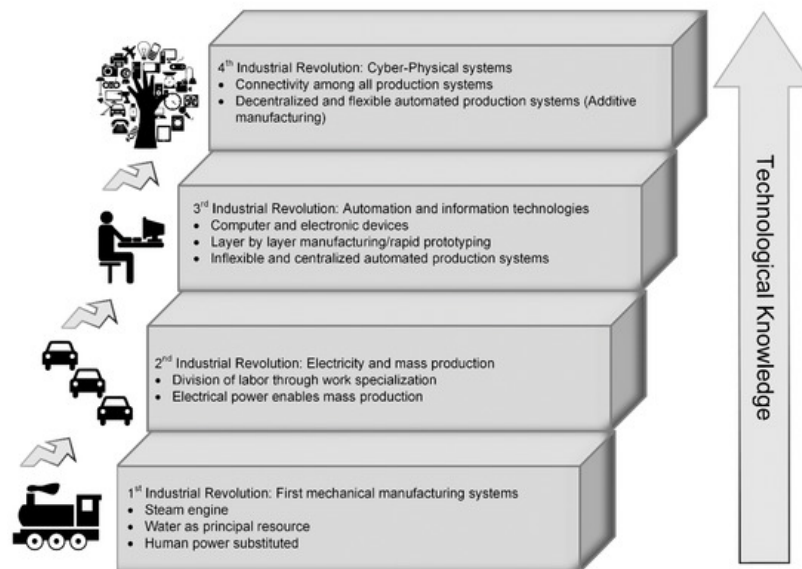 4th Industrial Revolution: Cyber-Physical systems
• Connectivity among all production systems
• Decentralized and flexible automated production systems (Additive
manufacturing)
3rd Industrial Revolution: Automation and information technologies
• Computer and electronic devices
• Layer by layer manufacturing/rapid prototyping
• Inflexible and centralized automated production systems
2nd Industrial Revolution: Electricity and mass production
• Division of labor through work specialization
• Electrical power enables mass production
1st Industrial Revolution: First mechanical manufacturing systems
• Steam engine
• Water as principal resource
• Human power substituted
Technological Knowledge